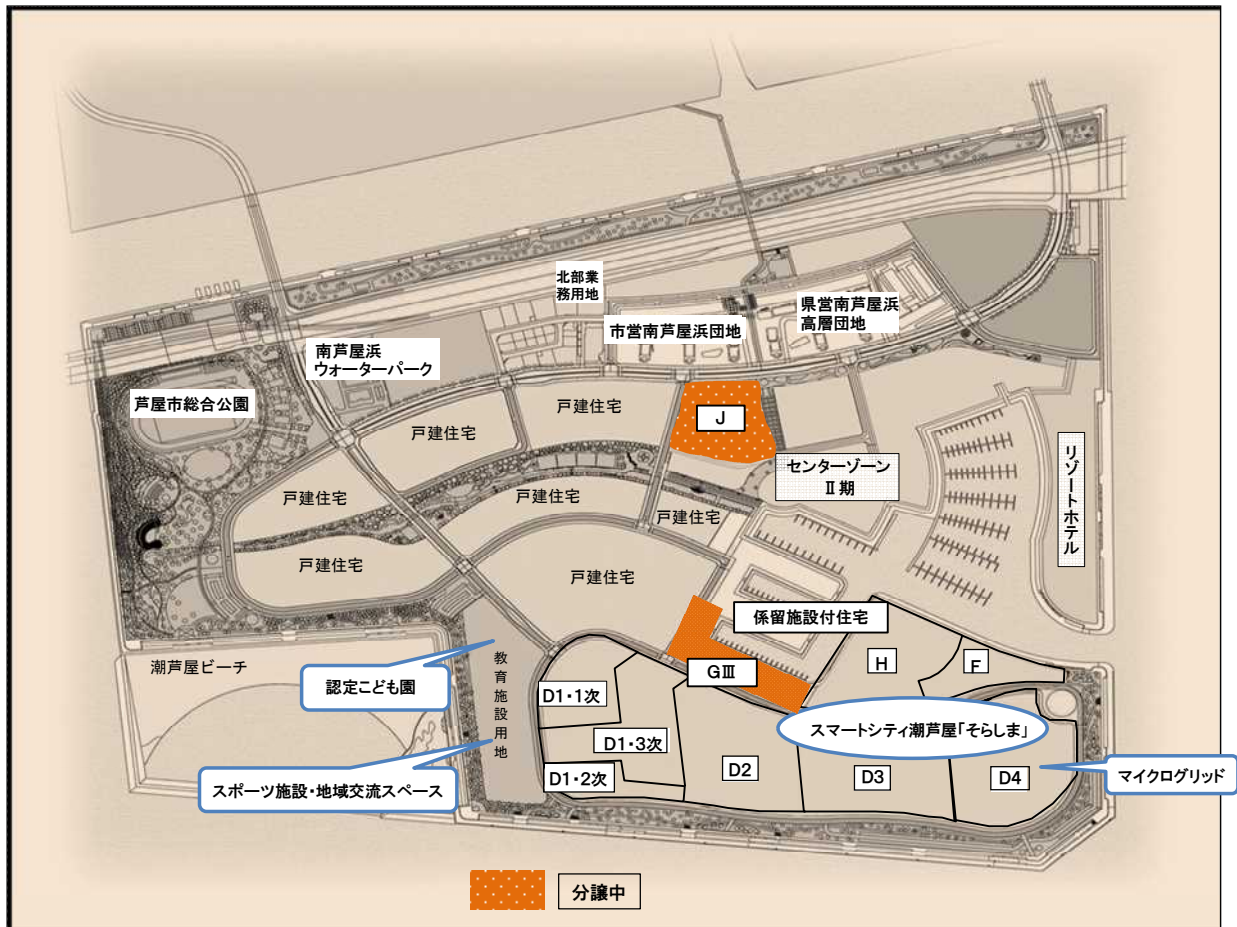 北部業
務用地
市営南芦屋浜団地
県営南芦屋浜
高層団地
南芦屋浜
ウォーターパーク
芦屋市総合公園
戸建住宅
戸建住宅
J
センターゾーン
Ⅱ期
リゾートホテル
戸建住宅
戸建住宅
戸建住宅
戸建住宅
戸建住宅
係留施設付住宅
潮芦屋ビーチ
認定こども園
教育施設用地
GⅢ
H
F
D1・1次
スマートシティ潮芦屋「そらしま」
D1・3次
D2
D3
D4
D1・2次
マイクログリッド
スポーツ施設・地域交流スペース
分譲中